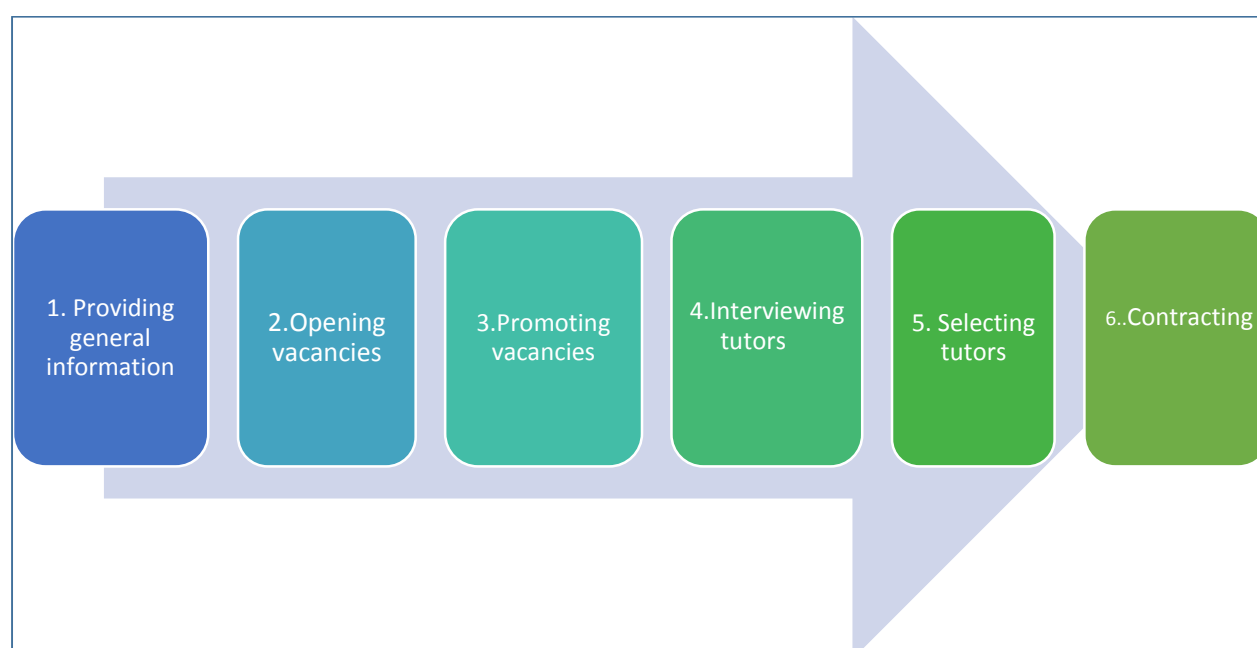 1. Providing
general
information
2.Opening
vacancies
3.Promoting
vacancies
4.Interviewing
tutors
5. Selecting
tutors
6..Contracting